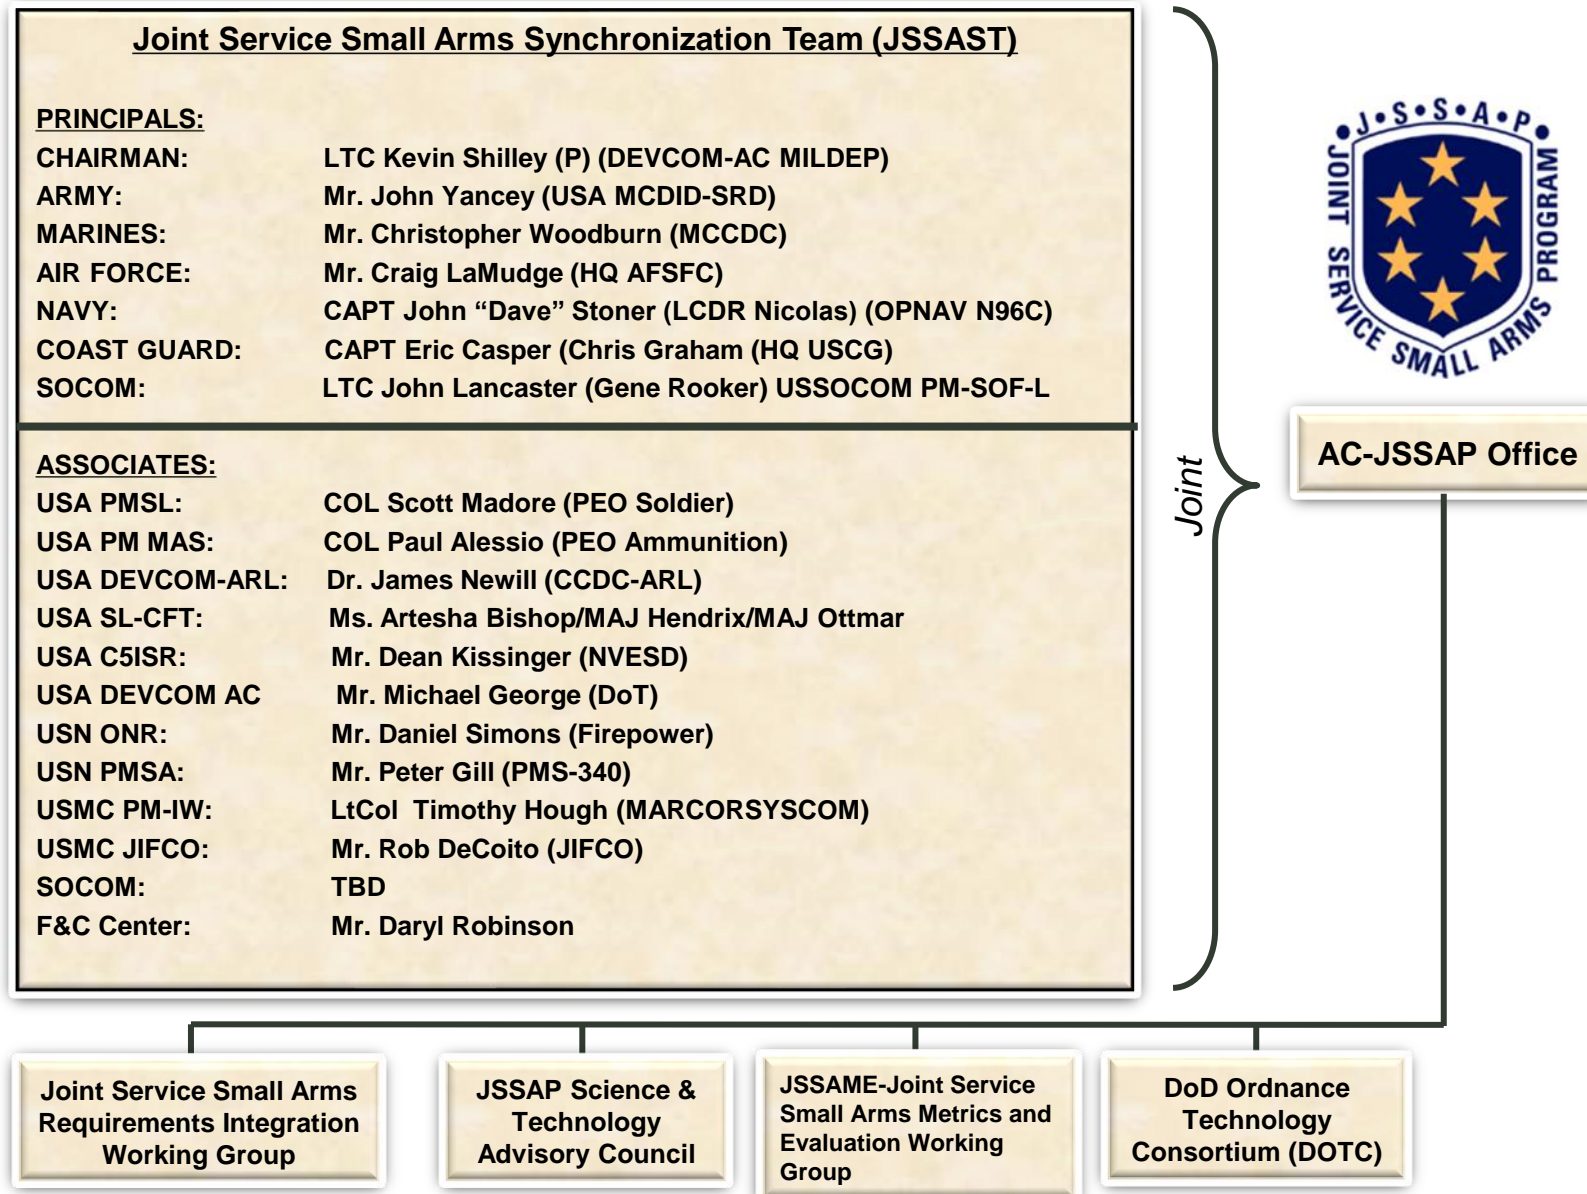 Joint Service Small Arms Synchronization Team (JSSAST)
PRINCIPALS:
CHAIRMAN: LTC Kevin Shilley (P) (DEVCOM-AC MILDEP)
ARMY: Mr. John Yancey (USA MCDID-SRD)
MARINES: Mr. Christopher Woodburn (MCCDC)
AIR FORCE: Mr. Craig LaMudge (HQ AFSFC)
NAVY: CAPT John “Dave” Stoner (LCDR Nicolas) (OPNAV N96C)
COAST GUARD: CAPT Eric Casper (Chris Graham (HQ USCG)
SOCOM: LTC John Lancaster (Gene Rooker) USSOCOM PM-SOF-L
ASSOCIATES:
USA PMSL: COL Scott Madore (PEO Soldier)
USA PM MAS: COL Paul Alessio (PEO Ammunition)
USA DEVCOM-ARL: Dr. James Newill (CCDC-ARL)
USA SL-CFT: Ms. Artesha Bishop/MAJ Hendrix/MAJ Ottmar
USA C5ISR: Mr. Dean Kissinger (NVESD)
USA DEVCOM AC Mr. Michael George (DoT)
USN ONR: Mr. Daniel Simons (Firepower)
USN PMSA: Mr. Peter Gill (PMS-340)
USMC PM-IW: LtCol Timothy Hough (MARCORSYSCOM)
USMC JIFCO: Mr. Rob DeCoito (JIFCO)
SOCOM: TBD
F&C Center: Mr. Daryl Robinson
Joint
•J•S•S•A•P•
JOINT SERVICE SMALL ARMS PROGRAM
AC-JSSAP Office
Joint Service Small Arms
Requirements Integration
Working Group
JSSAP Science &
Technology
Advisory Council
JSSAME-Joint Service
Small Arms Metrics and
Evaluation Working
Group
DoD Ordnance
Technology
Consortium (DOTC)